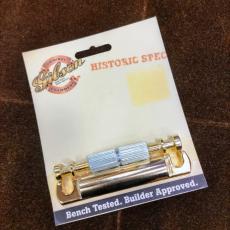 Gibson
HISTORIC SPEC
Bench Tested. Builder Approved.